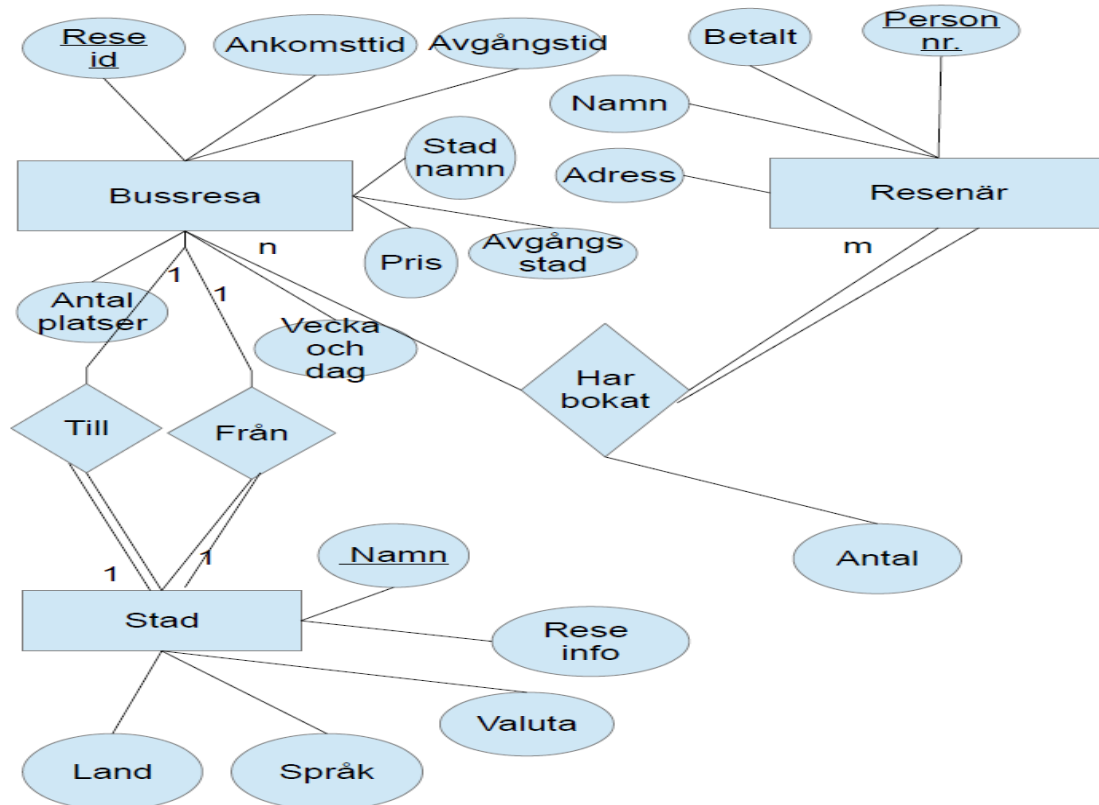 Rese
id
Ankomsttid
Avgångstid
Betalt
Person
nr.
Namn
Stad
namn
Adress
Bussresa
Resenär
n
m
Pris
Avgångs
stad
1
1
Antal
platser
Vecka
och
dag
Har
bokat
Till
Från
Namn
1
1
Antal
Stad
Rese
info
Valuta
Land
Språk